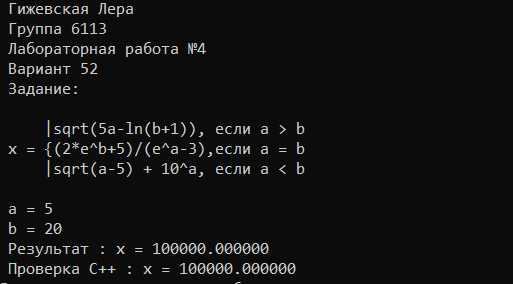 Гижевская Лера
Группа 6113
Лабораторная работа №4
Вариант 52
Задание:
|sqrt(5a-ln(b+1)), если a > b
x = {(2*e^b+5)/(e^a-3),если a = b
|sqrt(a-5) + 10^a, если a < b
a = 5
b = 20
Результат : x = 100000.000000
Проверка C++ : x = 100000.000000